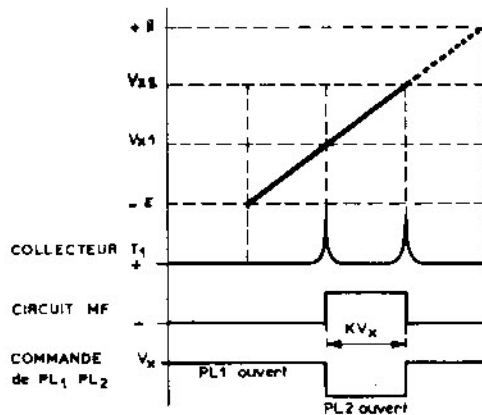 Vx2
Vx1
- E
COLLECTEUR T1
+
CIRCUIT MF
-
KVx
COMMANDE
de PL1 PL2
Vx
PL1 ouvert
PL2 ouvert